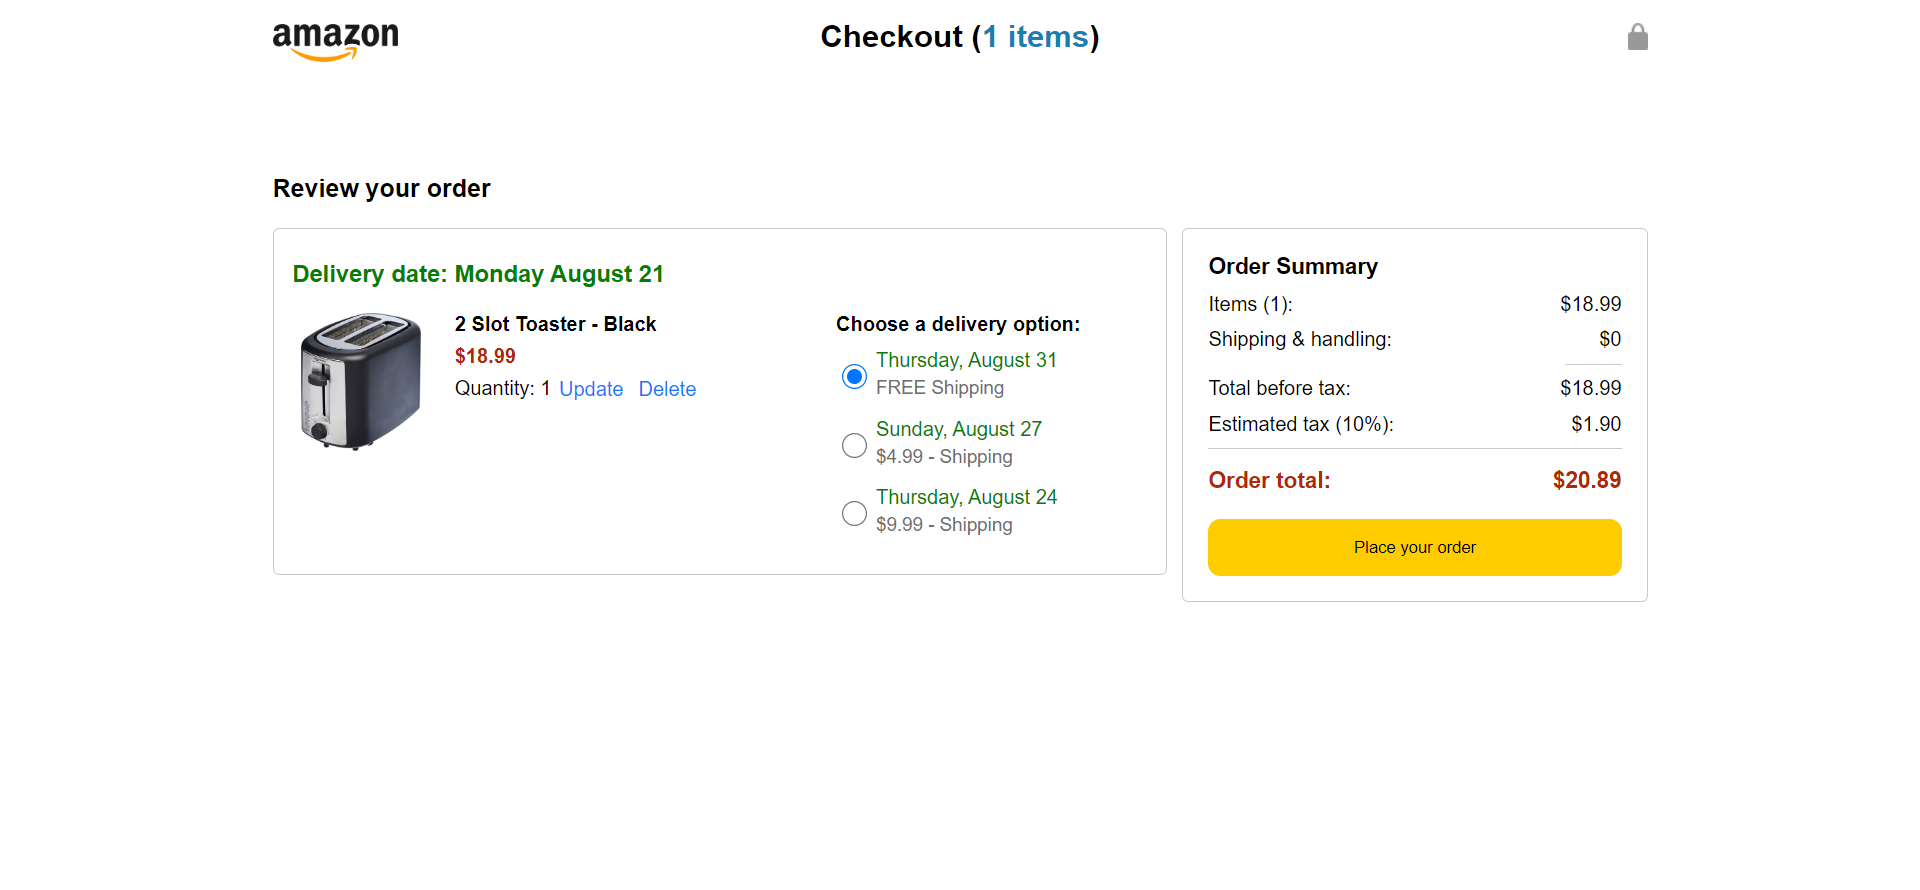 amazon
Checkout (1 items)
Review your order
Delivery date: Monday August 21
2 Slot Toaster - Black
$18.99
Quantity: 1 Update Delete
Choose a delivery option:
Thursday, August 31
FREE Shipping
Sunday, August 27
$4.99 - Shipping
Thursday, August 24
$9.99 - Shipping
Order Summary
Items (1): $18.99
Shipping & handling: $0
Total before tax: $18.99
Estimated tax (10%): $1.90
Order total: $20.89
Place your order